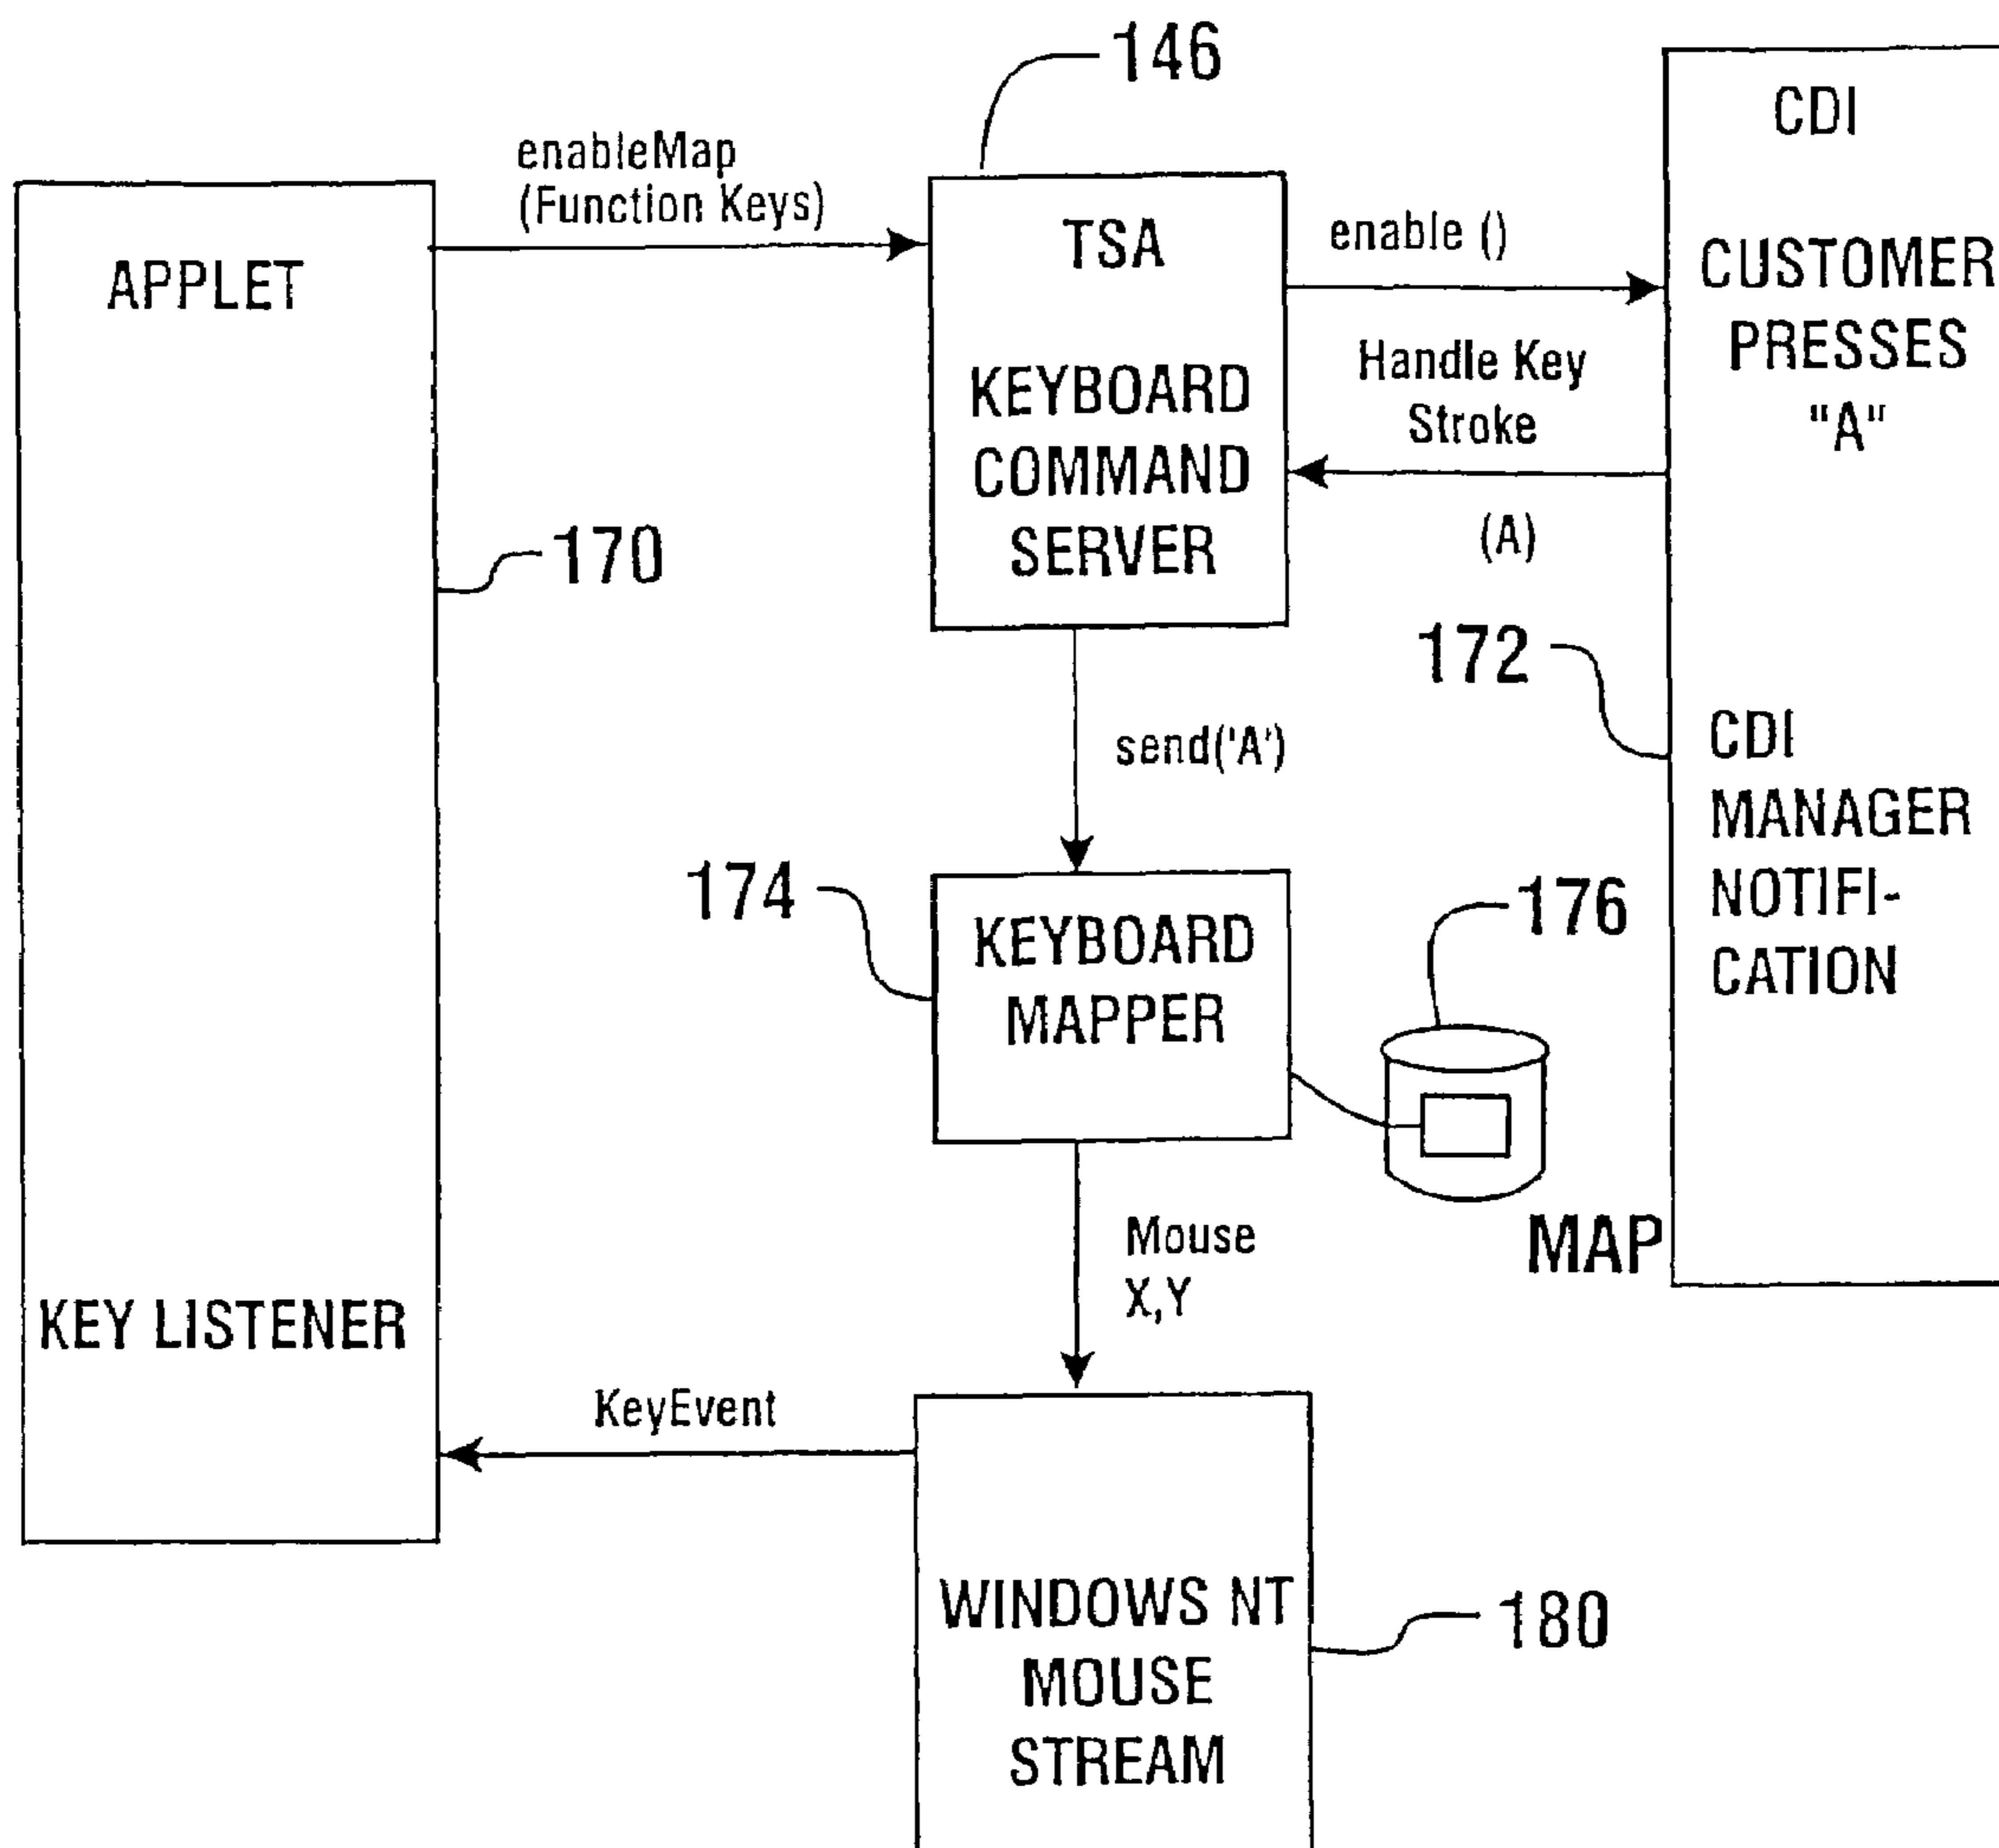 146
CDI
enableMap
(Function Keys)
APPLET
TSA
enable ()
CUSTOMER
PRESSES
"A"
KEYBOARD
COMMAND
SERVER
Handle Key
Stroke
(A)
170
172
send('A')
CDI
MANAGER
NOTIFI-
CATION
174
KEYBOARD
MAPPER
176
MAP
Mouse
X,Y
KEY LISTENER
KeyEvent
WINDOWS NT
MOUSE
STREAM
180